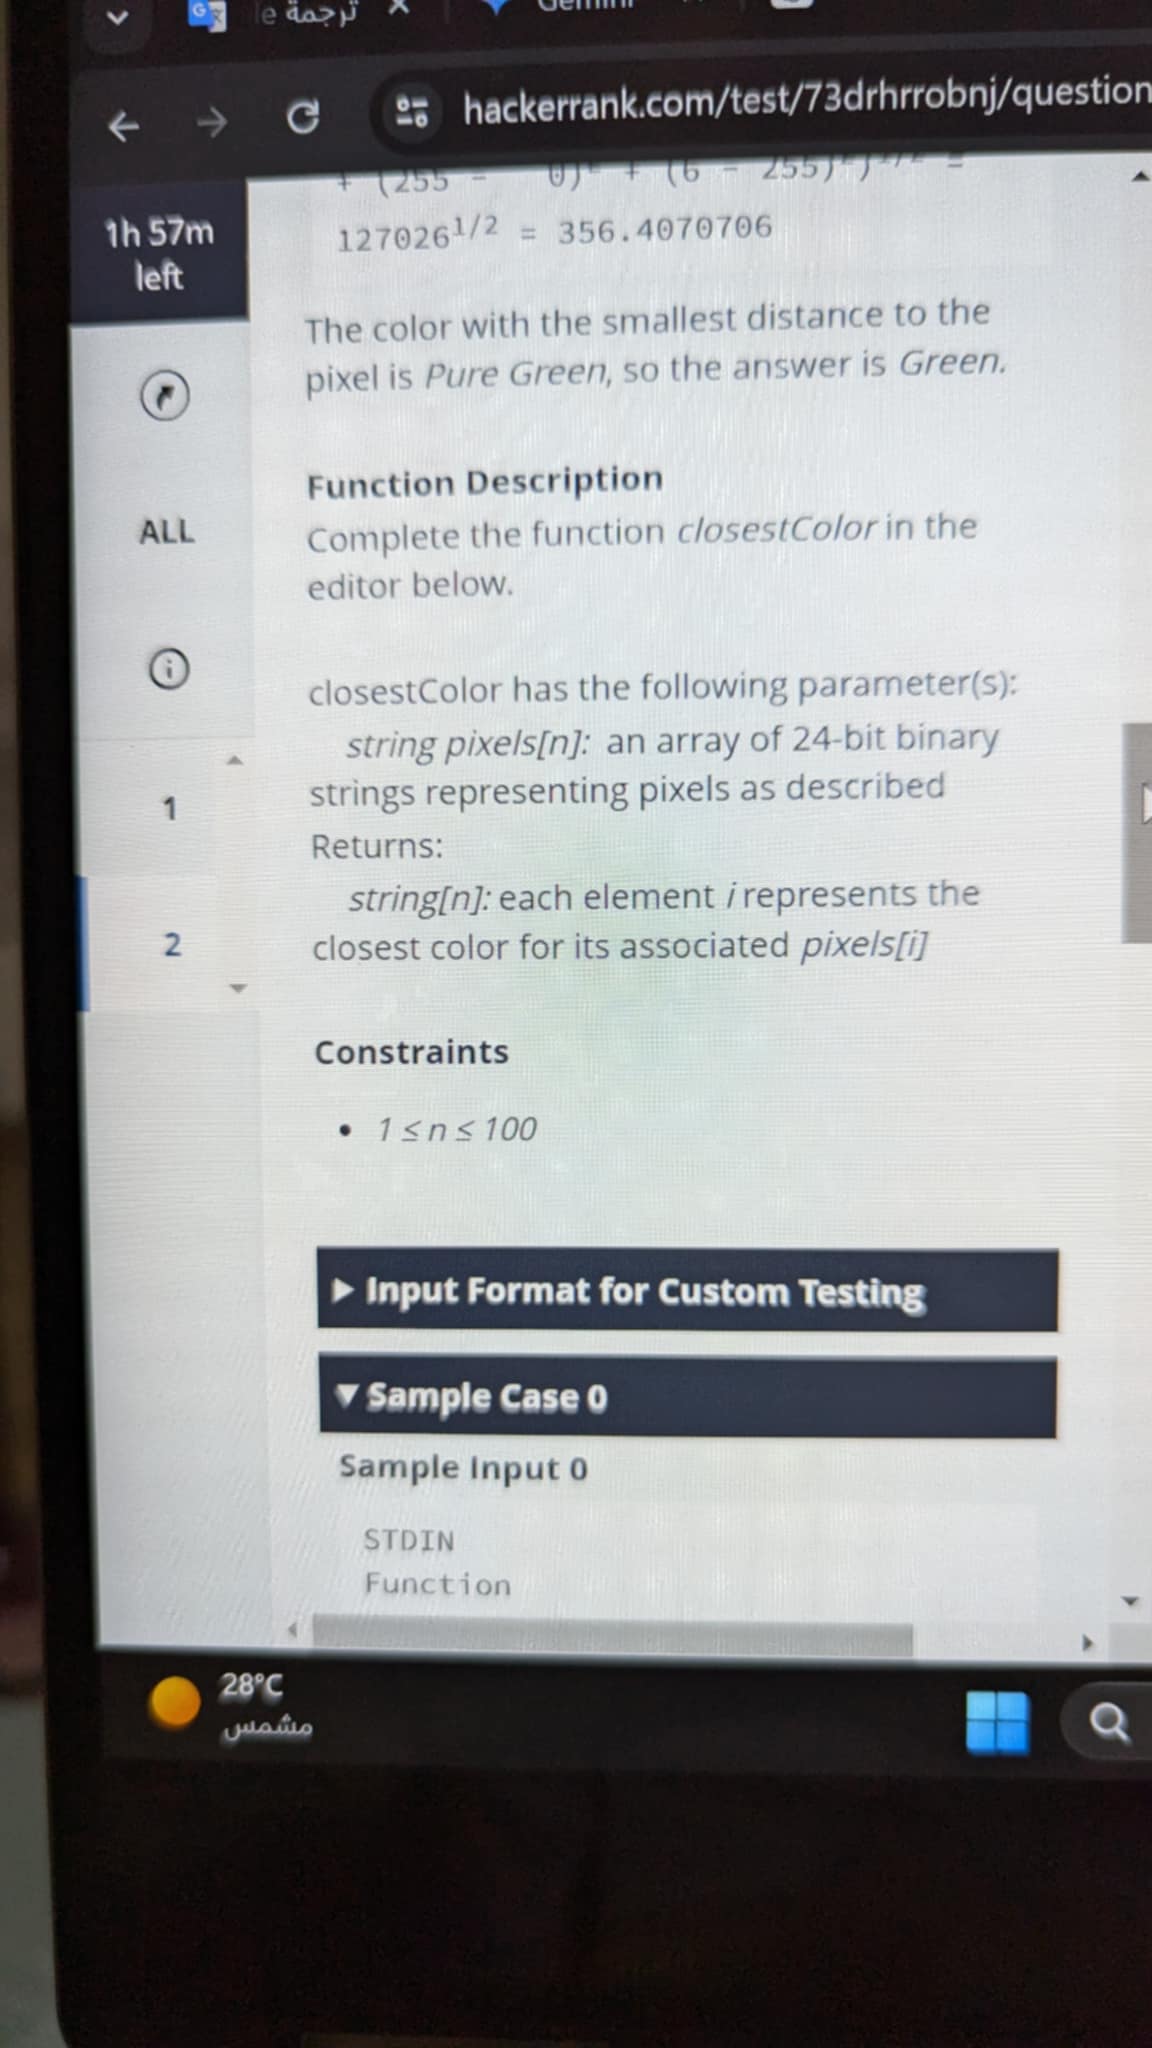 ترجمة e
Gemini
hackerrank.com/test/73drhrrobnj/question
1h 57m
left
+ (255 - 0)² + (6 - 255)²)¹/² =
127026¹/² = 356.4070706
The color with the smallest distance to the
pixel is Pure Green, so the answer is Green.
ALL
Function Description
Complete the function closestColor in the
editor below.
closestColor has the following parameter(s):
string pixels[n]: an array of 24-bit binary
strings representing pixels as described
1
Returns:
string[n]: each element i represents the
closest color for its associated pixels[i]
2
Constraints
• 1 ≤ n ≤ 100
▶ Input Format for Custom Testing
▼ Sample Case 0
Sample Input 0
STDIN
Function
28°C
مشمس